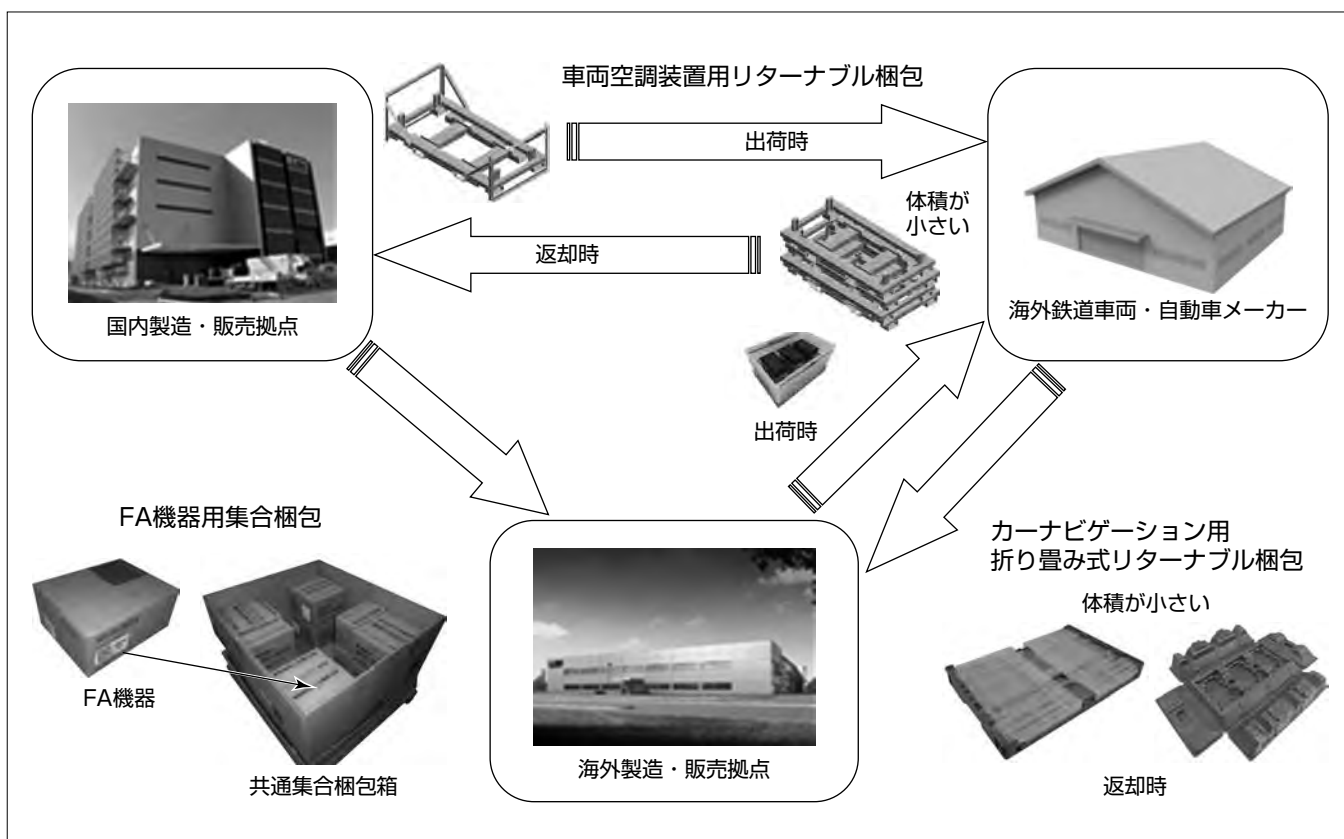 車両空調装置用リターナブル梱包
出荷時
体積が
小さい
返却時
国内製造・販売拠点
海外鉄道車両・自動車メーカー
出荷時
FA機器用集合梱包
カーナビゲーション用
折り畳み式リターナブル梱包
体積が小さい
FA機器
共通集合梱包箱
海外製造・販売拠点
返却時